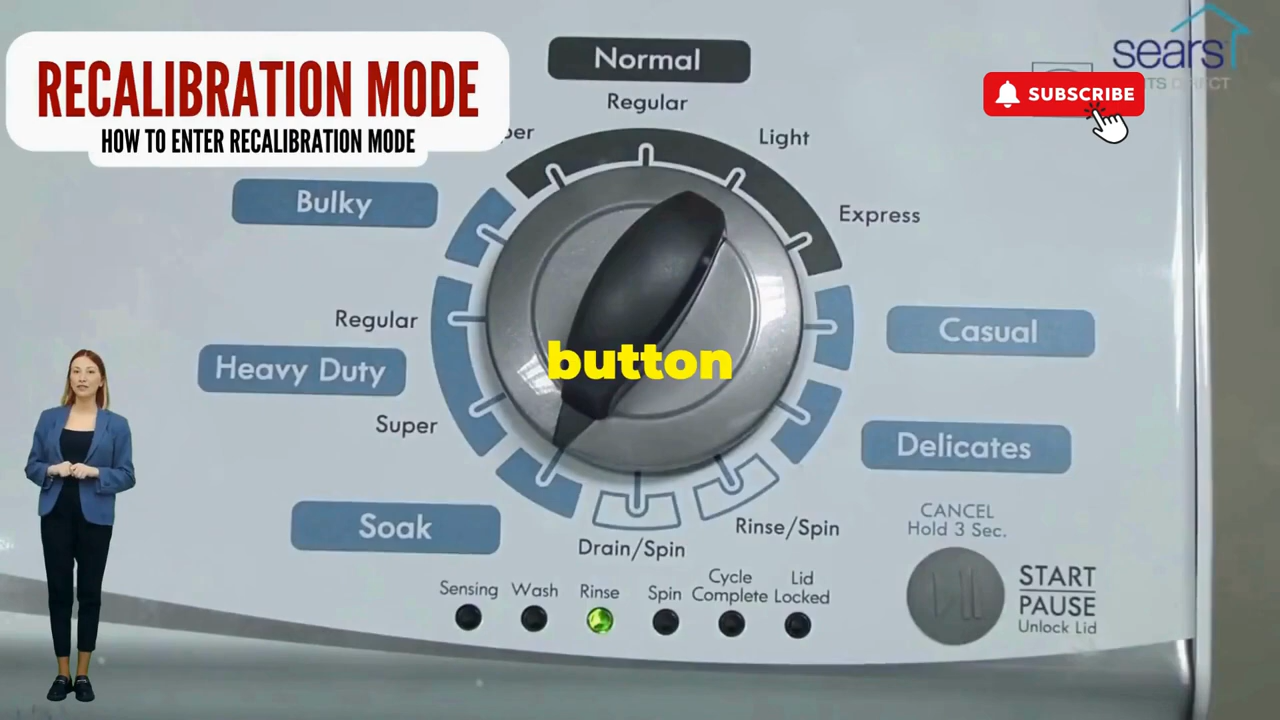 RECALIBRATION MODE
HOW TO ENTER RECALIBRATION MODE
sears
SUBSCRIBE
Normal
Regular
Light
Express
Bulky
Regular
Heavy Duty
Super
Casual
Delicates
Soak
button
Rinse/Spin
Drain/Spin
CANCEL
Hold 3 Sec.
Sensing
Wash
Rinse
Spin
Cycle
Complete
Lid
Locked
START
PAUSE
Unlock Lid